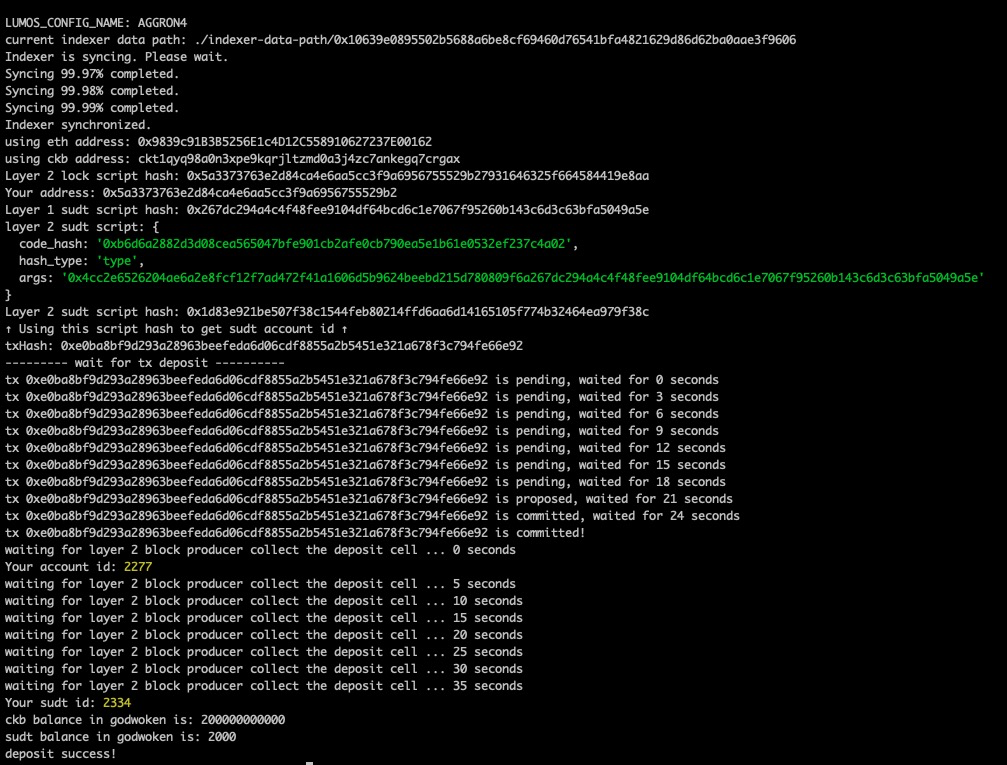 LUMOS_CONFIG_NAME: AGGRON4
current indexer data path: ./indexer-data-path/0x10639e0895502b5688a6be8cf69460d76541bfa4821629d86d62ba0aae3f9606
Indexer is syncing. Please wait.
Syncing 99.97% completed.
Syncing 99.98% completed.
Syncing 99.99% completed.
Indexer synchronized.
using eth address: 0x9839c91B3B5256E1c4D12C558910627237E00162
using ckb address: ckt1qyq98a0n3xpe9kqrjltzmd0a3j4zc7ankegq7crgax
Layer 2 lock script hash: 0x5a3373763e2d84ca4e6aa5cc3f9a6956755529b27931646325f664584419e8aa
Your address: 0x5a3373763e2d84ca4e6aa5cc3f9a6956755529b2
Layer 1 sudt script hash: 0x267dc294a4c4f48fee9104df64bcd6c1e7067f95260b143c6d3c63bfa5049a5e
layer 2 sudt script: {
  code_hash: '0xb6d6a2882d3d08cea565047bfe901cb2afe0cb790ea5e1b61e0532ef237c4a02',
  hash_type: 'type',
  args: '0x4cc2e6526204ae6a2e8fcf12f7ad472f41a1606d5b9624beebd215d780809f6a267dc294a4c4f48fee9104df64bcd6c1e7067f95260b143c6d3c63bfa5049a5e'
}
Layer 2 sudt script hash: 0x1d83e921be507f38c1544feb80214ffd6aa6d14165105f774b32464ea979f38c
↑ Using this script hash to get sudt account id ↑
txHash: 0xe0ba8bf9d293a28963beefeda6d06cdf8855a2b5451e321a678f3c794fe66e92
--------- wait for tx deposit ----------
tx 0xe0ba8bf9d293a28963beefeda6d06cdf8855a2b5451e321a678f3c794fe66e92 is pending, waited for 0 seconds
tx 0xe0ba8bf9d293a28963beefeda6d06cdf8855a2b5451e321a678f3c794fe66e92 is pending, waited for 3 seconds
tx 0xe0ba8bf9d293a28963beefeda6d06cdf8855a2b5451e321a678f3c794fe66e92 is pending, waited for 6 seconds
tx 0xe0ba8bf9d293a28963beefeda6d06cdf8855a2b5451e321a678f3c794fe66e92 is pending, waited for 9 seconds
tx 0xe0ba8bf9d293a28963beefeda6d06cdf8855a2b5451e321a678f3c794fe66e92 is pending, waited for 12 seconds
tx 0xe0ba8bf9d293a28963beefeda6d06cdf8855a2b5451e321a678f3c794fe66e92 is pending, waited for 15 seconds
tx 0xe0ba8bf9d293a28963beefeda6d06cdf8855a2b5451e321a678f3c794fe66e92 is pending, waited for 18 seconds
tx 0xe0ba8bf9d293a28963beefeda6d06cdf8855a2b5451e321a678f3c794fe66e92 is proposed, waited for 21 seconds
tx 0xe0ba8bf9d293a28963beefeda6d06cdf8855a2b5451e321a678f3c794fe66e92 is committed, waited for 24 seconds
tx 0xe0ba8bf9d293a28963beefeda6d06cdf8855a2b5451e321a678f3c794fe66e92 is committed!
waiting for layer 2 block producer collect the deposit cell ... 0 seconds
Your account id: 2277
waiting for layer 2 block producer collect the deposit cell ... 5 seconds
waiting for layer 2 block producer collect the deposit cell ... 10 seconds
waiting for layer 2 block producer collect the deposit cell ... 15 seconds
waiting for layer 2 block producer collect the deposit cell ... 20 seconds
waiting for layer 2 block producer collect the deposit cell ... 25 seconds
waiting for layer 2 block producer collect the deposit cell ... 30 seconds
waiting for layer 2 block producer collect the deposit cell ... 35 seconds
Your sudt id: 2334
ckb balance in godwoken is: 200000000000
sudt balance in godwoken is: 2000
deposit success!